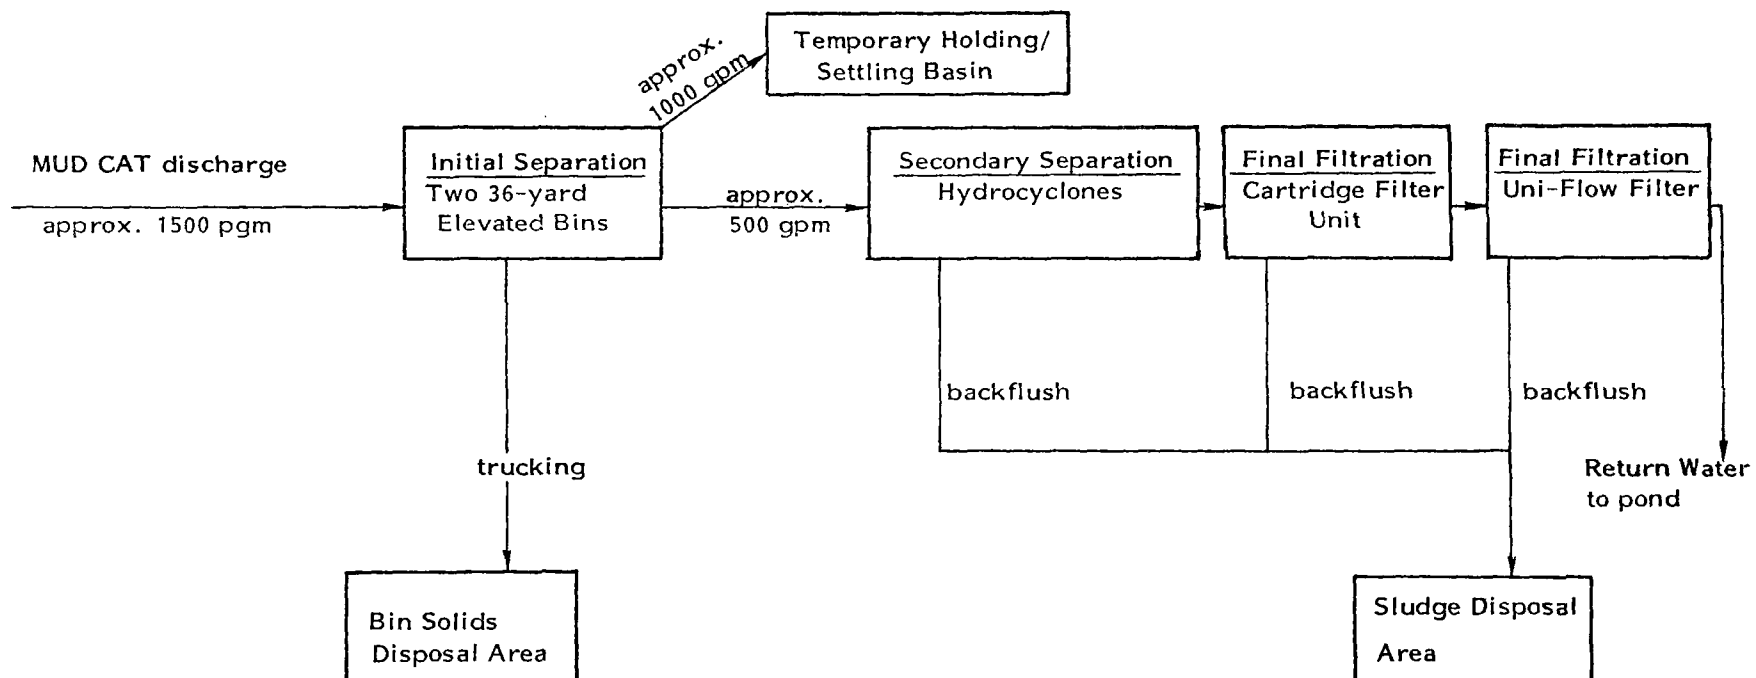 Temporary Holding/
Settling Basin
approx.
1000 gpm
MUD CAT discharge
approx. 1500 pgm
Initial Separation
Two 36-yard
Elevated Bins
approx.
500 gpm
Secondary Separation
Hydrocyclones
Final Filtration
Cartridge Filter
Unit
Final Filtration
Uni-Flow Filter
backflush
backflush
backflush
trucking
Return Water
to pond
Bin Solids
Disposal Area
Sludge Disposal
Area